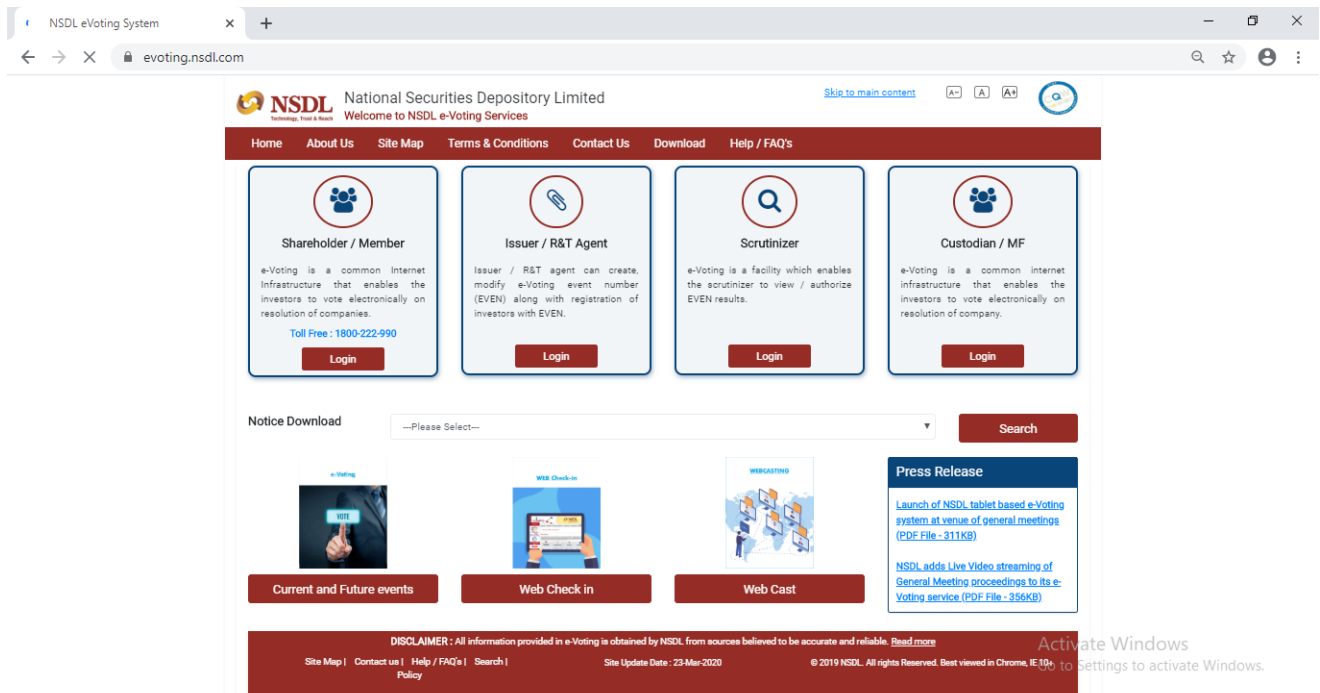 NSDL eVoting System
evoting.nsdl.com
NSDL
Technology, Trust & Reach
National Securities Depository Limited
Welcome to NSDL e-Voting Services
Skip to main content
A-
A
A+
Home About Us Site Map Terms & Conditions Contact Us Download Help / FAQ's
Shareholder / Member
e-Voting is a common Internet
Infrastructure that enables the
investors to vote electronically on
resolution of companies.
Toll Free : 1800-222-990
Login
Issuer / R&T Agent
Issuer / R&T agent can create,
modify e-Voting event number
(EVEN) along with registration of
investors with EVEN.
Login
Scrutinizer
e-Voting is a facility which enables
the scrutinizer to view / authorize
EVEN results.
Login
Custodian / MF
e-Voting is a common internet
infrastructure that enables the
investors to vote electronically on
resolution of company.
Login
Notice Download
---Please Select---
Search
e-Voting
VOTE
Current and Future events
WEB Check-in
Web Check in
WEBCASTING
Web Cast
Press Release
Launch of NSDL tablet based e-Voting
system at venue of general meetings
(PDF File - 311KB)
NSDL adds Live Video streaming of
General Meeting proceedings to its e-
Voting service (PDF File - 356KB)
DISCLAIMER : All information provided in e-Voting is obtained by NSDL from sources believed to be accurate and reliable. Read more
Site Map | Contact us | Help / FAQ's | Search |
Policy
Site Update Date : 23-Mar-2020
© 2019 NSDL. All rights Reserved. Best viewed in Chrome, IE 10+
Activate Windows
Go to Settings to activate Windows.